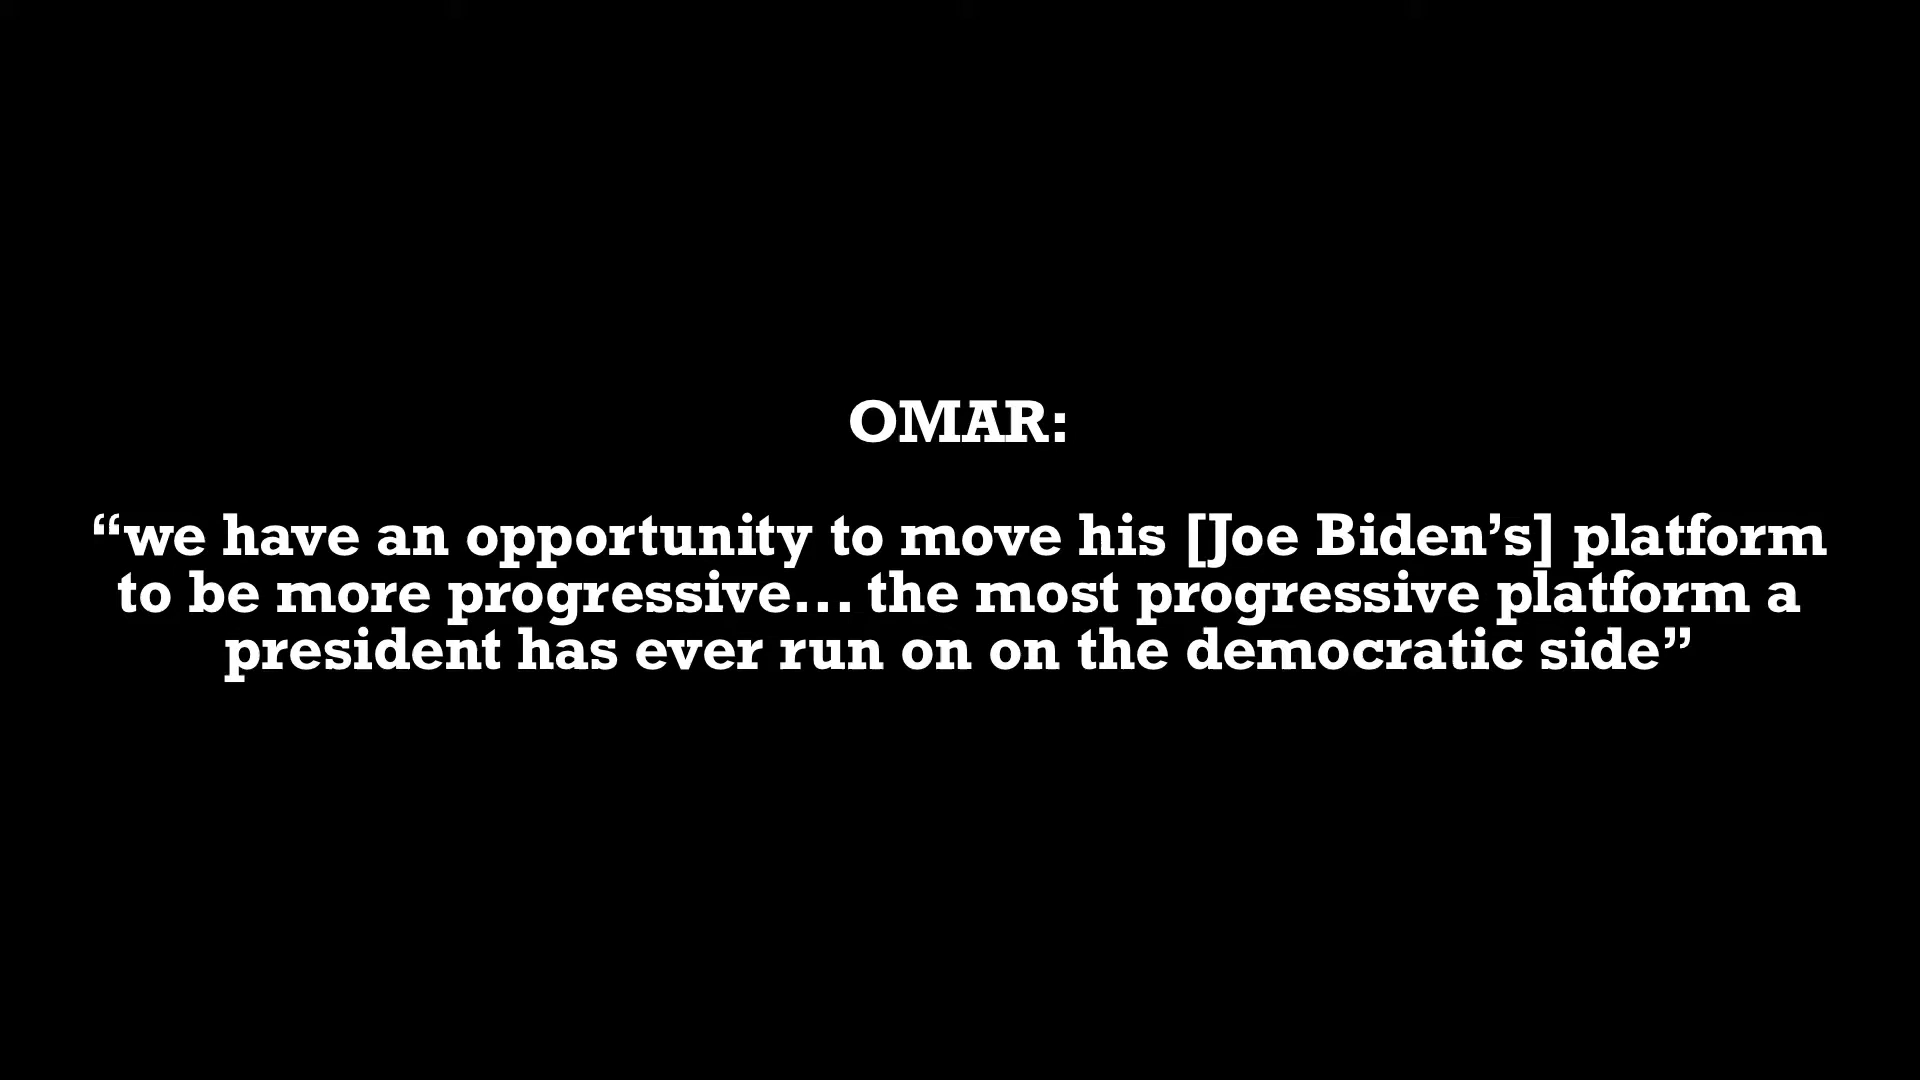 OMAR:
“we have an opportunity to move his [Joe Biden’s] platform
to be more progressive... the most progressive platform a
president has ever run on on the democratic side”